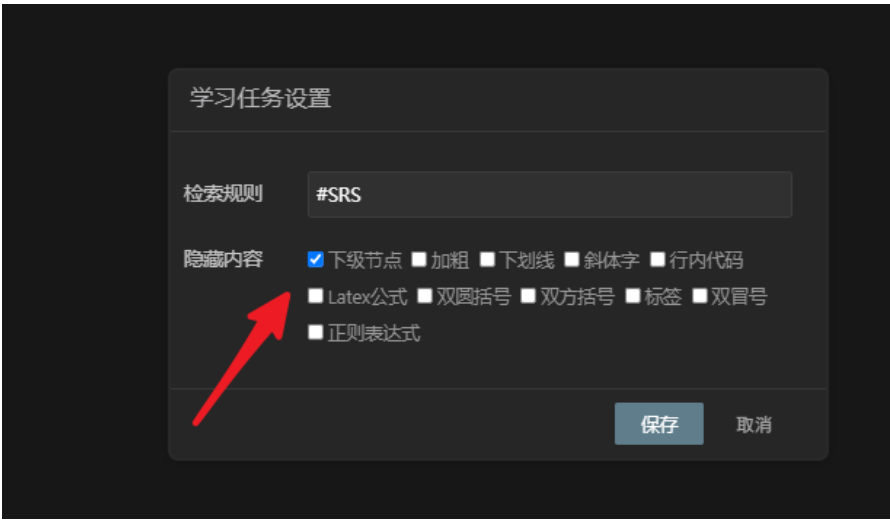 学习任务设置
检索规则 #SRS
隐藏内容 下级节点 加粗 下划线 斜体字 行内代码
Latex公式 双圆括号 双方括号 标签 双冒号
正则表达式
保存 取消